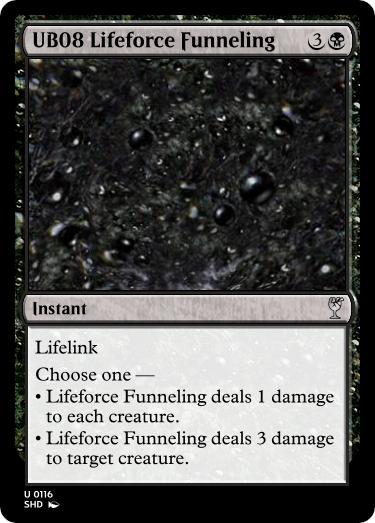 UB08 Lifeforce Funneling 3
Instant
Lifelink
Choose one —
• Lifeforce Funneling deals 1 damage
to each creature.
• Lifeforce Funneling deals 3 damage
to target creature.
U 0116
SHD